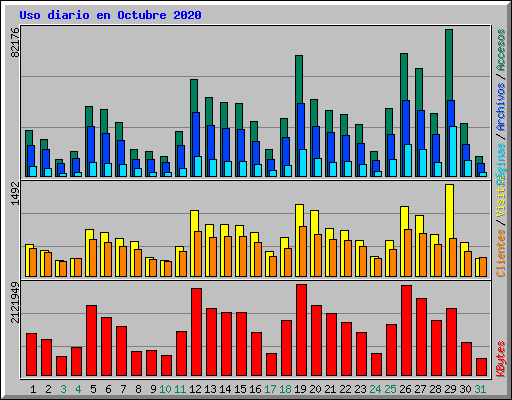 Uso diario en Octubre 2020
82176
1492
2121949
Clientes / Visitas
Páginas / Archivos / Accesos
KBytes
1 2 3 4 5 6 7 8 9 10 11 12 13 14 15 16 17 18 19 20 21 22 23 24 25 26 27 28 29 30 31